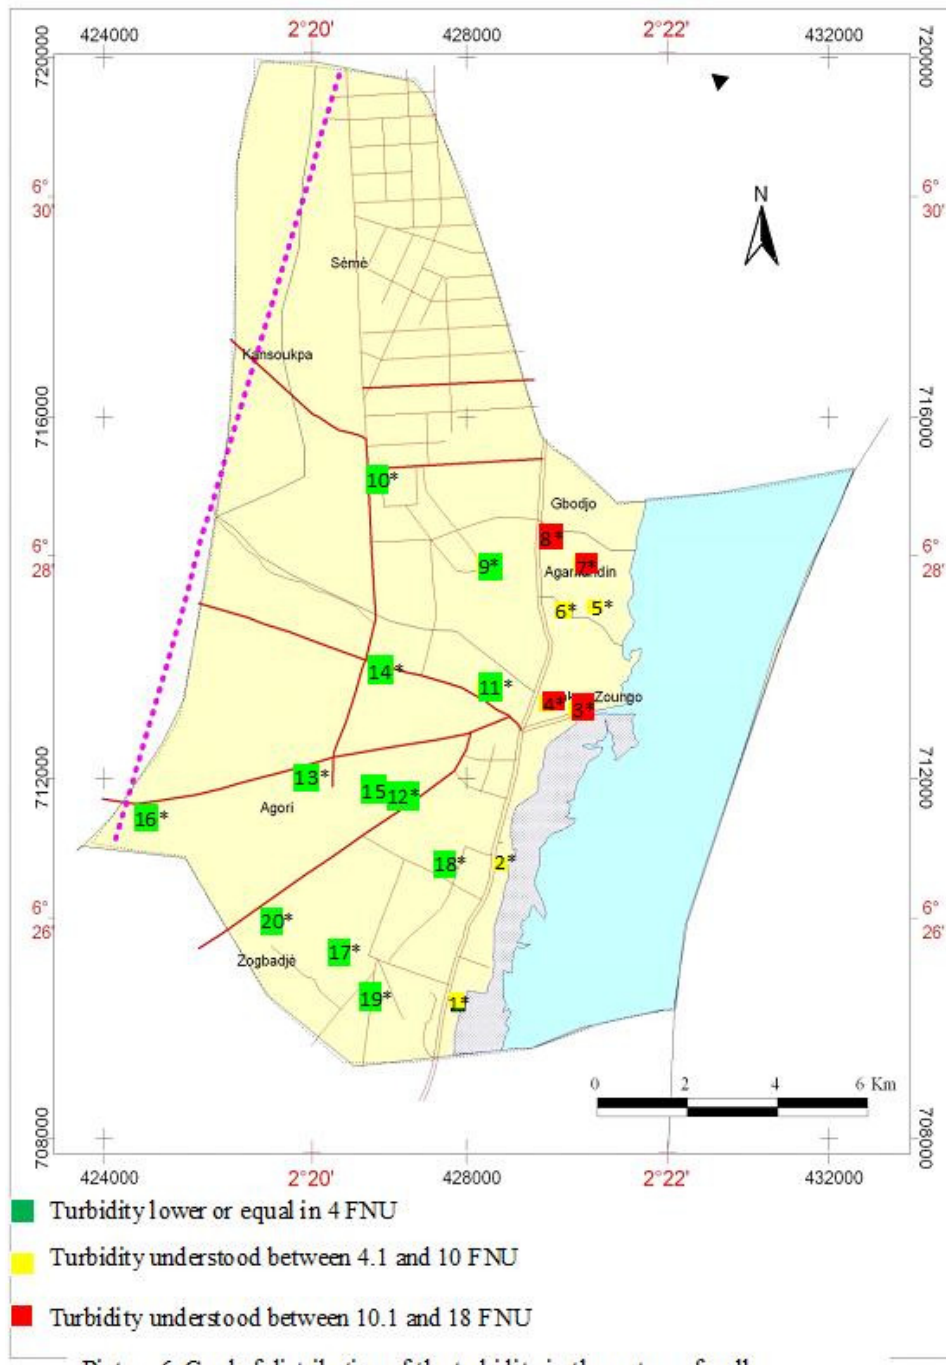 424000 2°20' 428000 2°22' 432000
720000 720000
N
6° 30' 6° 30'
Sèmè
Kansoukpa
716000 716000
10*
Gbodjo
8*
6° 28' 6° 28'
9* 7*
6* 5*
14* 11*
4* Zoungo
3*
13* 712000 712000
15 12*
Agori
16*
18* 2*
6° 26' 6° 26'
20*
17*
Zogbadjè
19* 1*
0 2 4 6 Km
708000 708000
424000 2°20' 428000 2°22' 432000
Turbidity lower or equal in 4 FNU
Turbidity understood between 4.1 and 10 FNU
Turbidity understood between 10.1 and 18 FNU